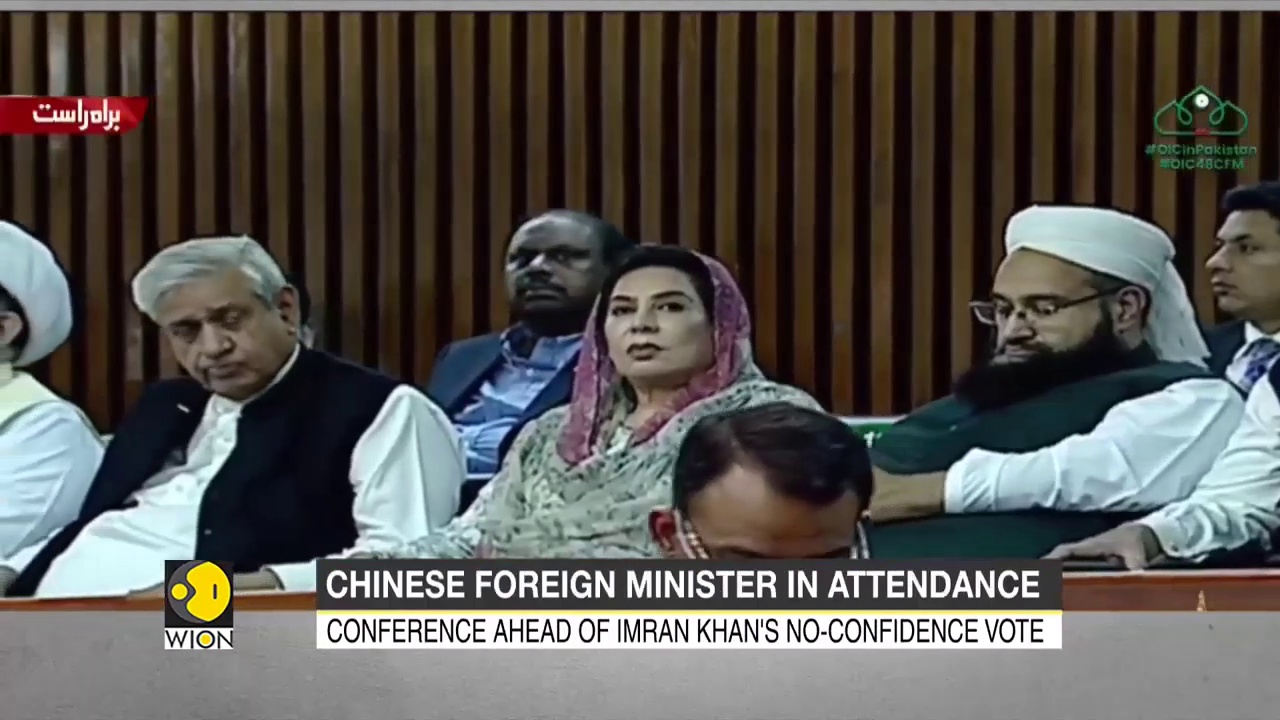 براہ راست
#OICinPakistan
#OIC48CFM
CHINESE FOREIGN MINISTER IN ATTENDANCE
CONFERENCE AHEAD OF IMRAN KHAN'S NO-CONFIDENCE VOTE
WION